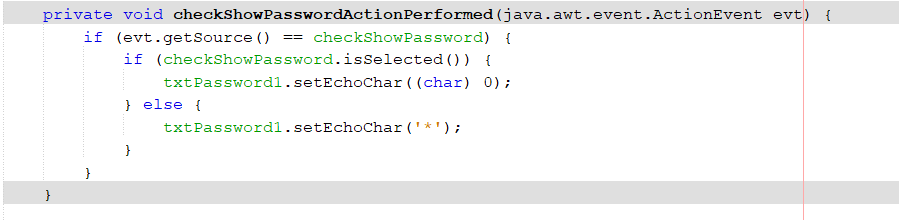 private void checkShowPasswordActionPerformed(java.awt.event.ActionEvent evt) {
if (evt.getSource() == checkShowPassword) {
if (checkShowPassword.isSelected()) {
txtPassword1.setEchoChar((char) 0);
} else {
txtPassword1.setEchoChar('*');
}
}
}